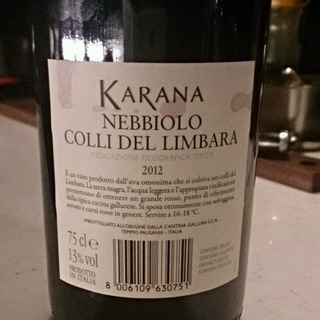 KARANA
NEBBIOLO
COLLI DEL LIMBARA
INDICAZIONE GEOGRAFICA TIPICA
2012
E un vino prodotto dall'uva omonima che si coltiva nei colli del
Limbara. La terra magra, l'acqua leggera e l'appropriata vinificazione
permettono di ottenere un grande rosso, punto di riferimento
della tipica cucina gallurese. Si sposa ottimamente con selvaggina,
arrosti e carni rosse in genere. Servire a 16-18 °C.
IMBOTTIGLIATO ALL'ORIGINE DALLA CANTINA GALLURA S.C.A.
TEMPIO PAUSANIA - ITALIA
75 cl e
13% vol
PRODOTTO
IN ITALIA
8 006109 630751